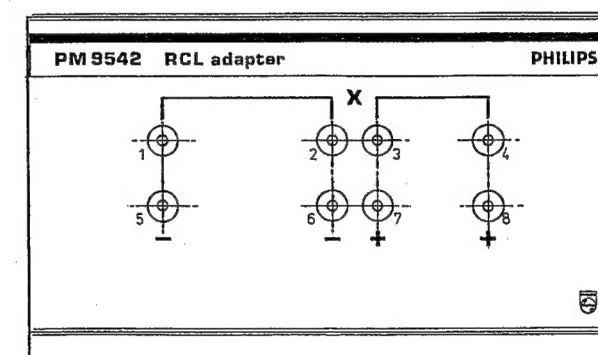 PM 9542 RCL adapter PHILIPS
X
1 2 3 4
5 6 7 8
− − + +